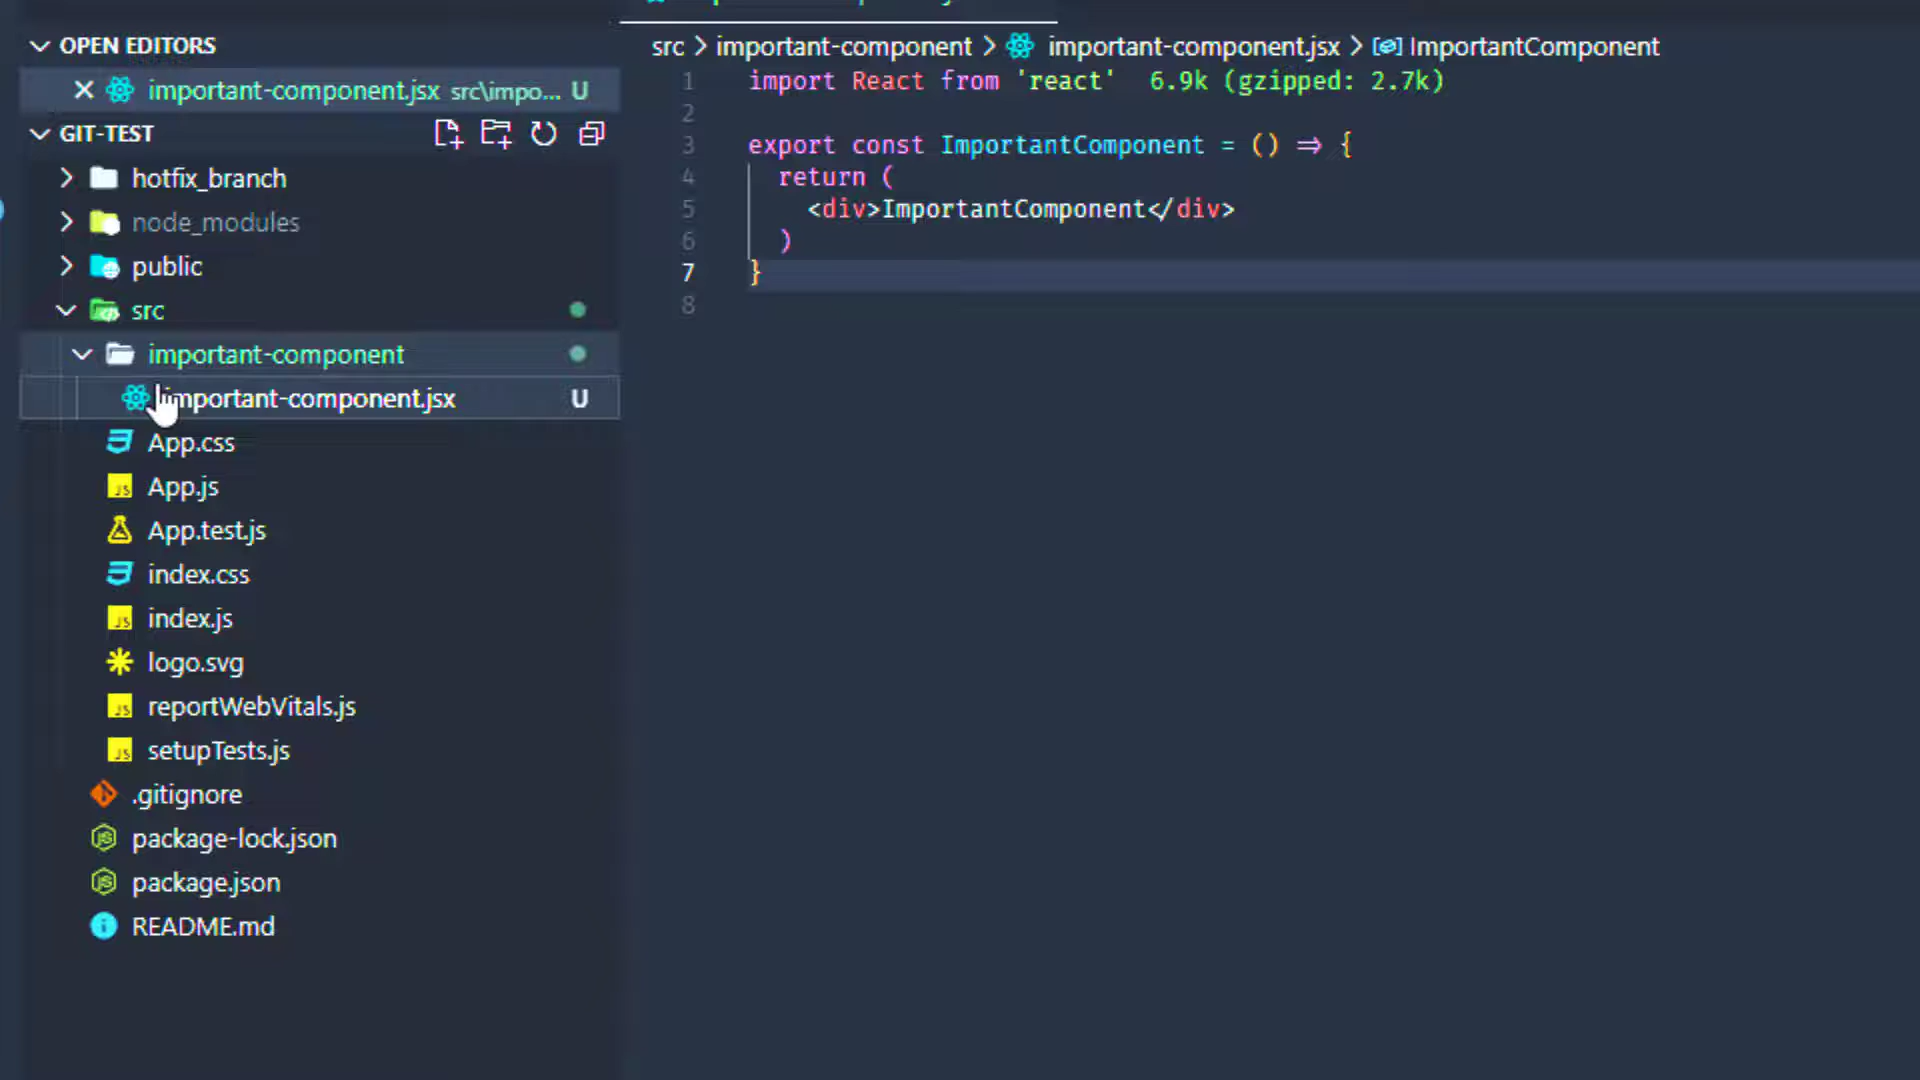 OPEN EDITORS
important-component.jsx src\impo... U
GIT-TEST
hotfix_branch
node_modules
public
src
important-component
important-component.jsx U
App.css
App.js
App.test.js
index.css
index.js
logo.svg
reportWebVitals.js
setupTests.js
.gitignore
package-lock.json
package.json
README.md
src > important-component > important-component.jsx > ImportantComponent
1 import React from 'react' 6.9k (gzipped: 2.7k)
2
3 export const ImportantComponent = () => {
4 return (
5 <div>ImportantComponent</div>
6 )
7 }
8